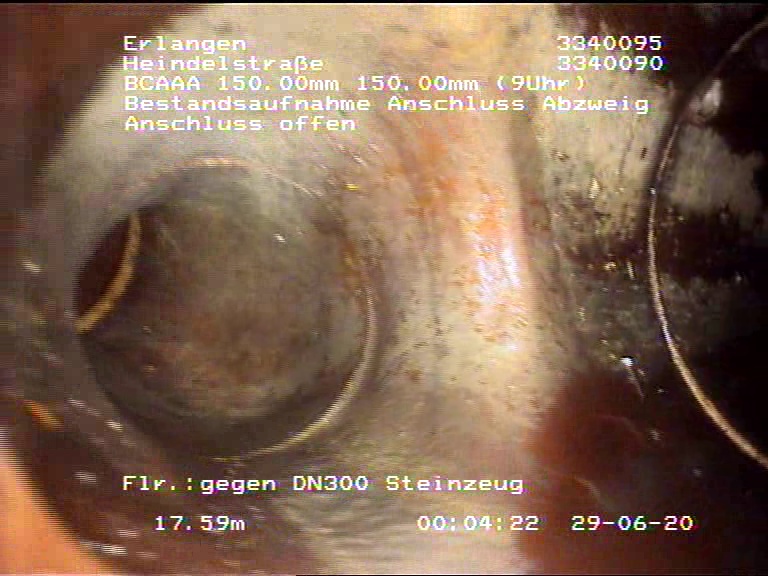 Erlangen 3340095
Heindelstraße 3340090
BCAAA 150.00mm 150.00mm (9Uhr)
Bestandsaufnahme Anschluss Abzweig
Anschluss offen
Flr.:gegen DN300 Steinzeug
17.59m 00:04:22 29-06-20